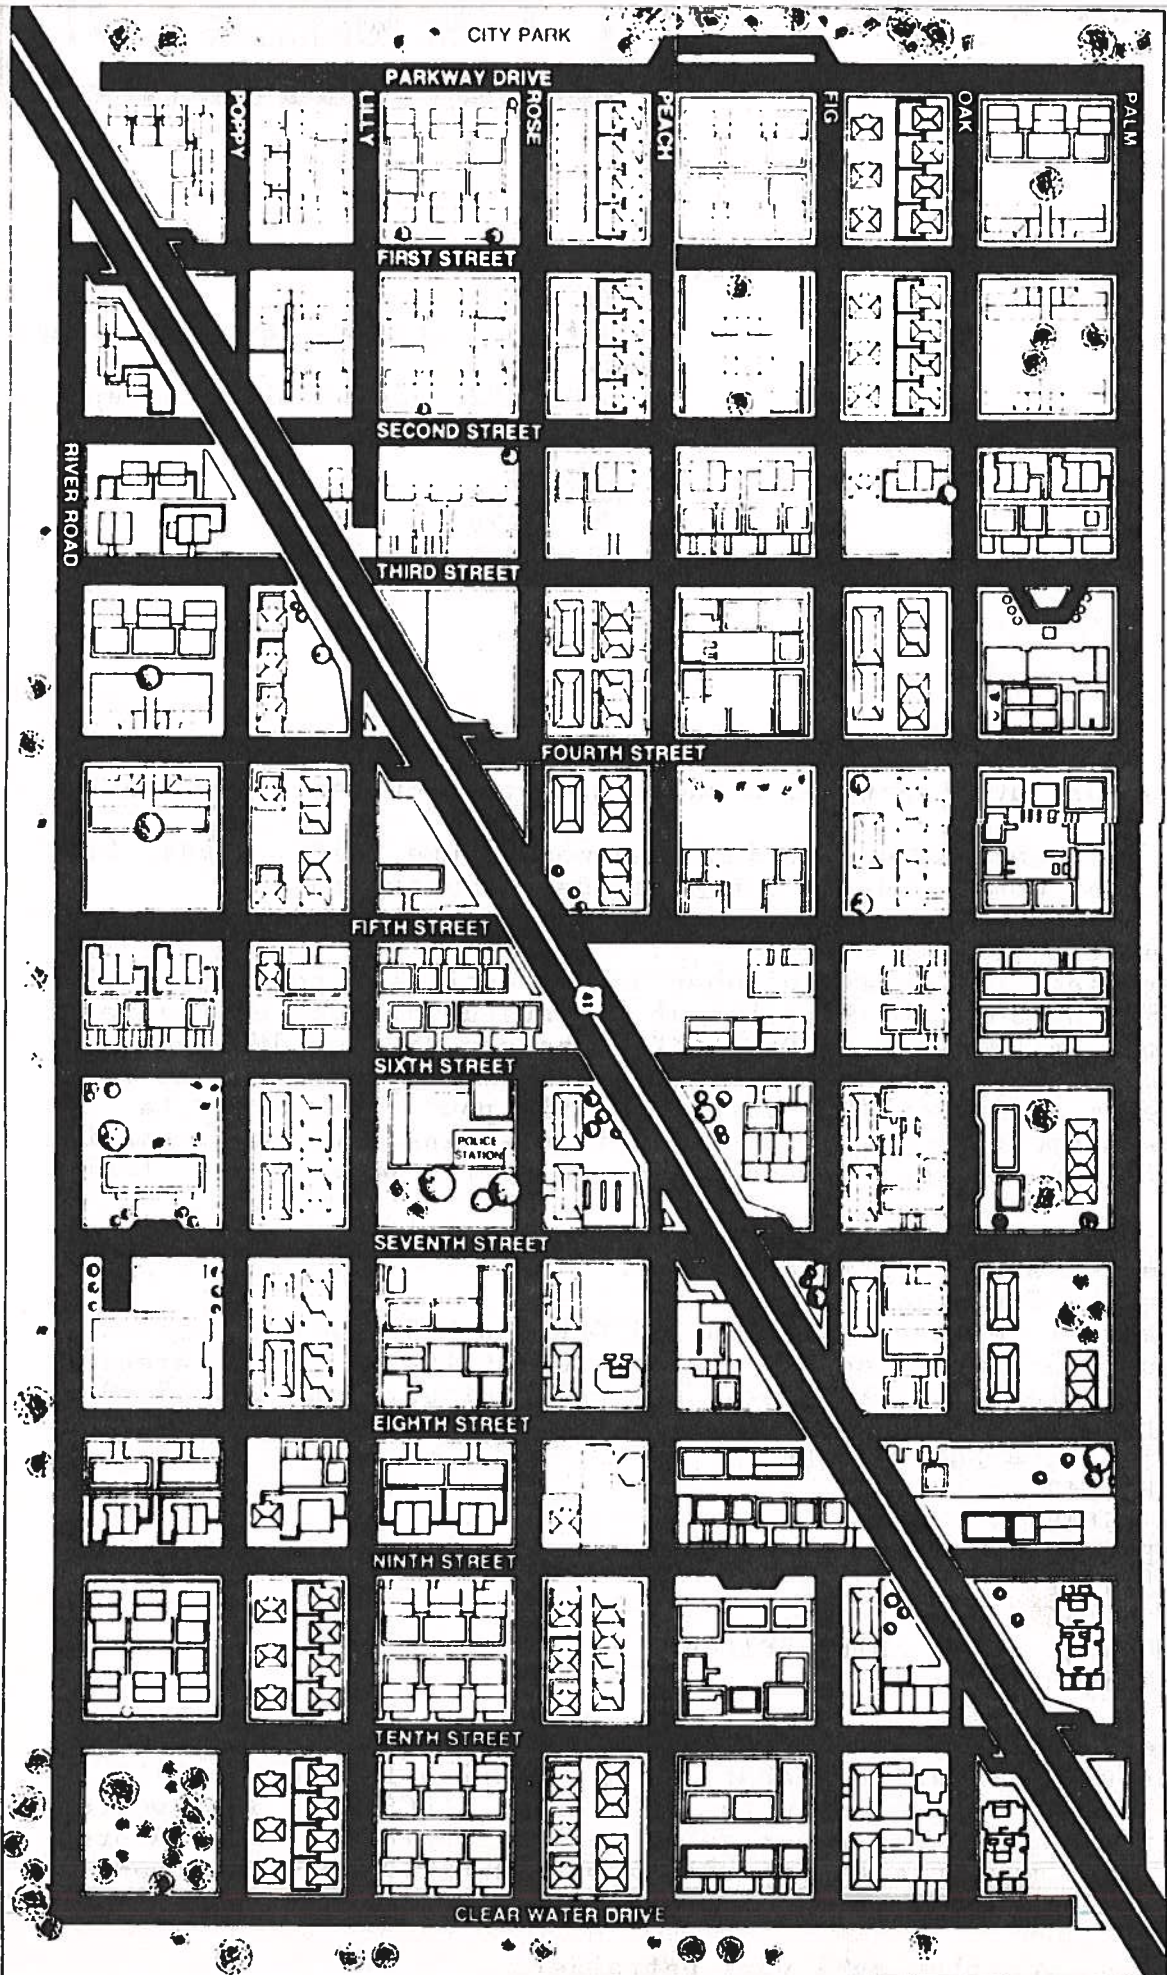 CITY PARK
PARKWAY DRIVE
POPPY
LILLY
ROSE
PEACH
FIG
OAK
PALM
FIRST STREET
SECOND STREET
RIVER ROAD
THIRD STREET
FOURTH STREET
FIFTH STREET
SIXTH STREET
POLICE
STATION
SEVENTH STREET
EIGHTH STREET
NINTH STREET
TENTH STREET
CLEAR WATER DRIVE